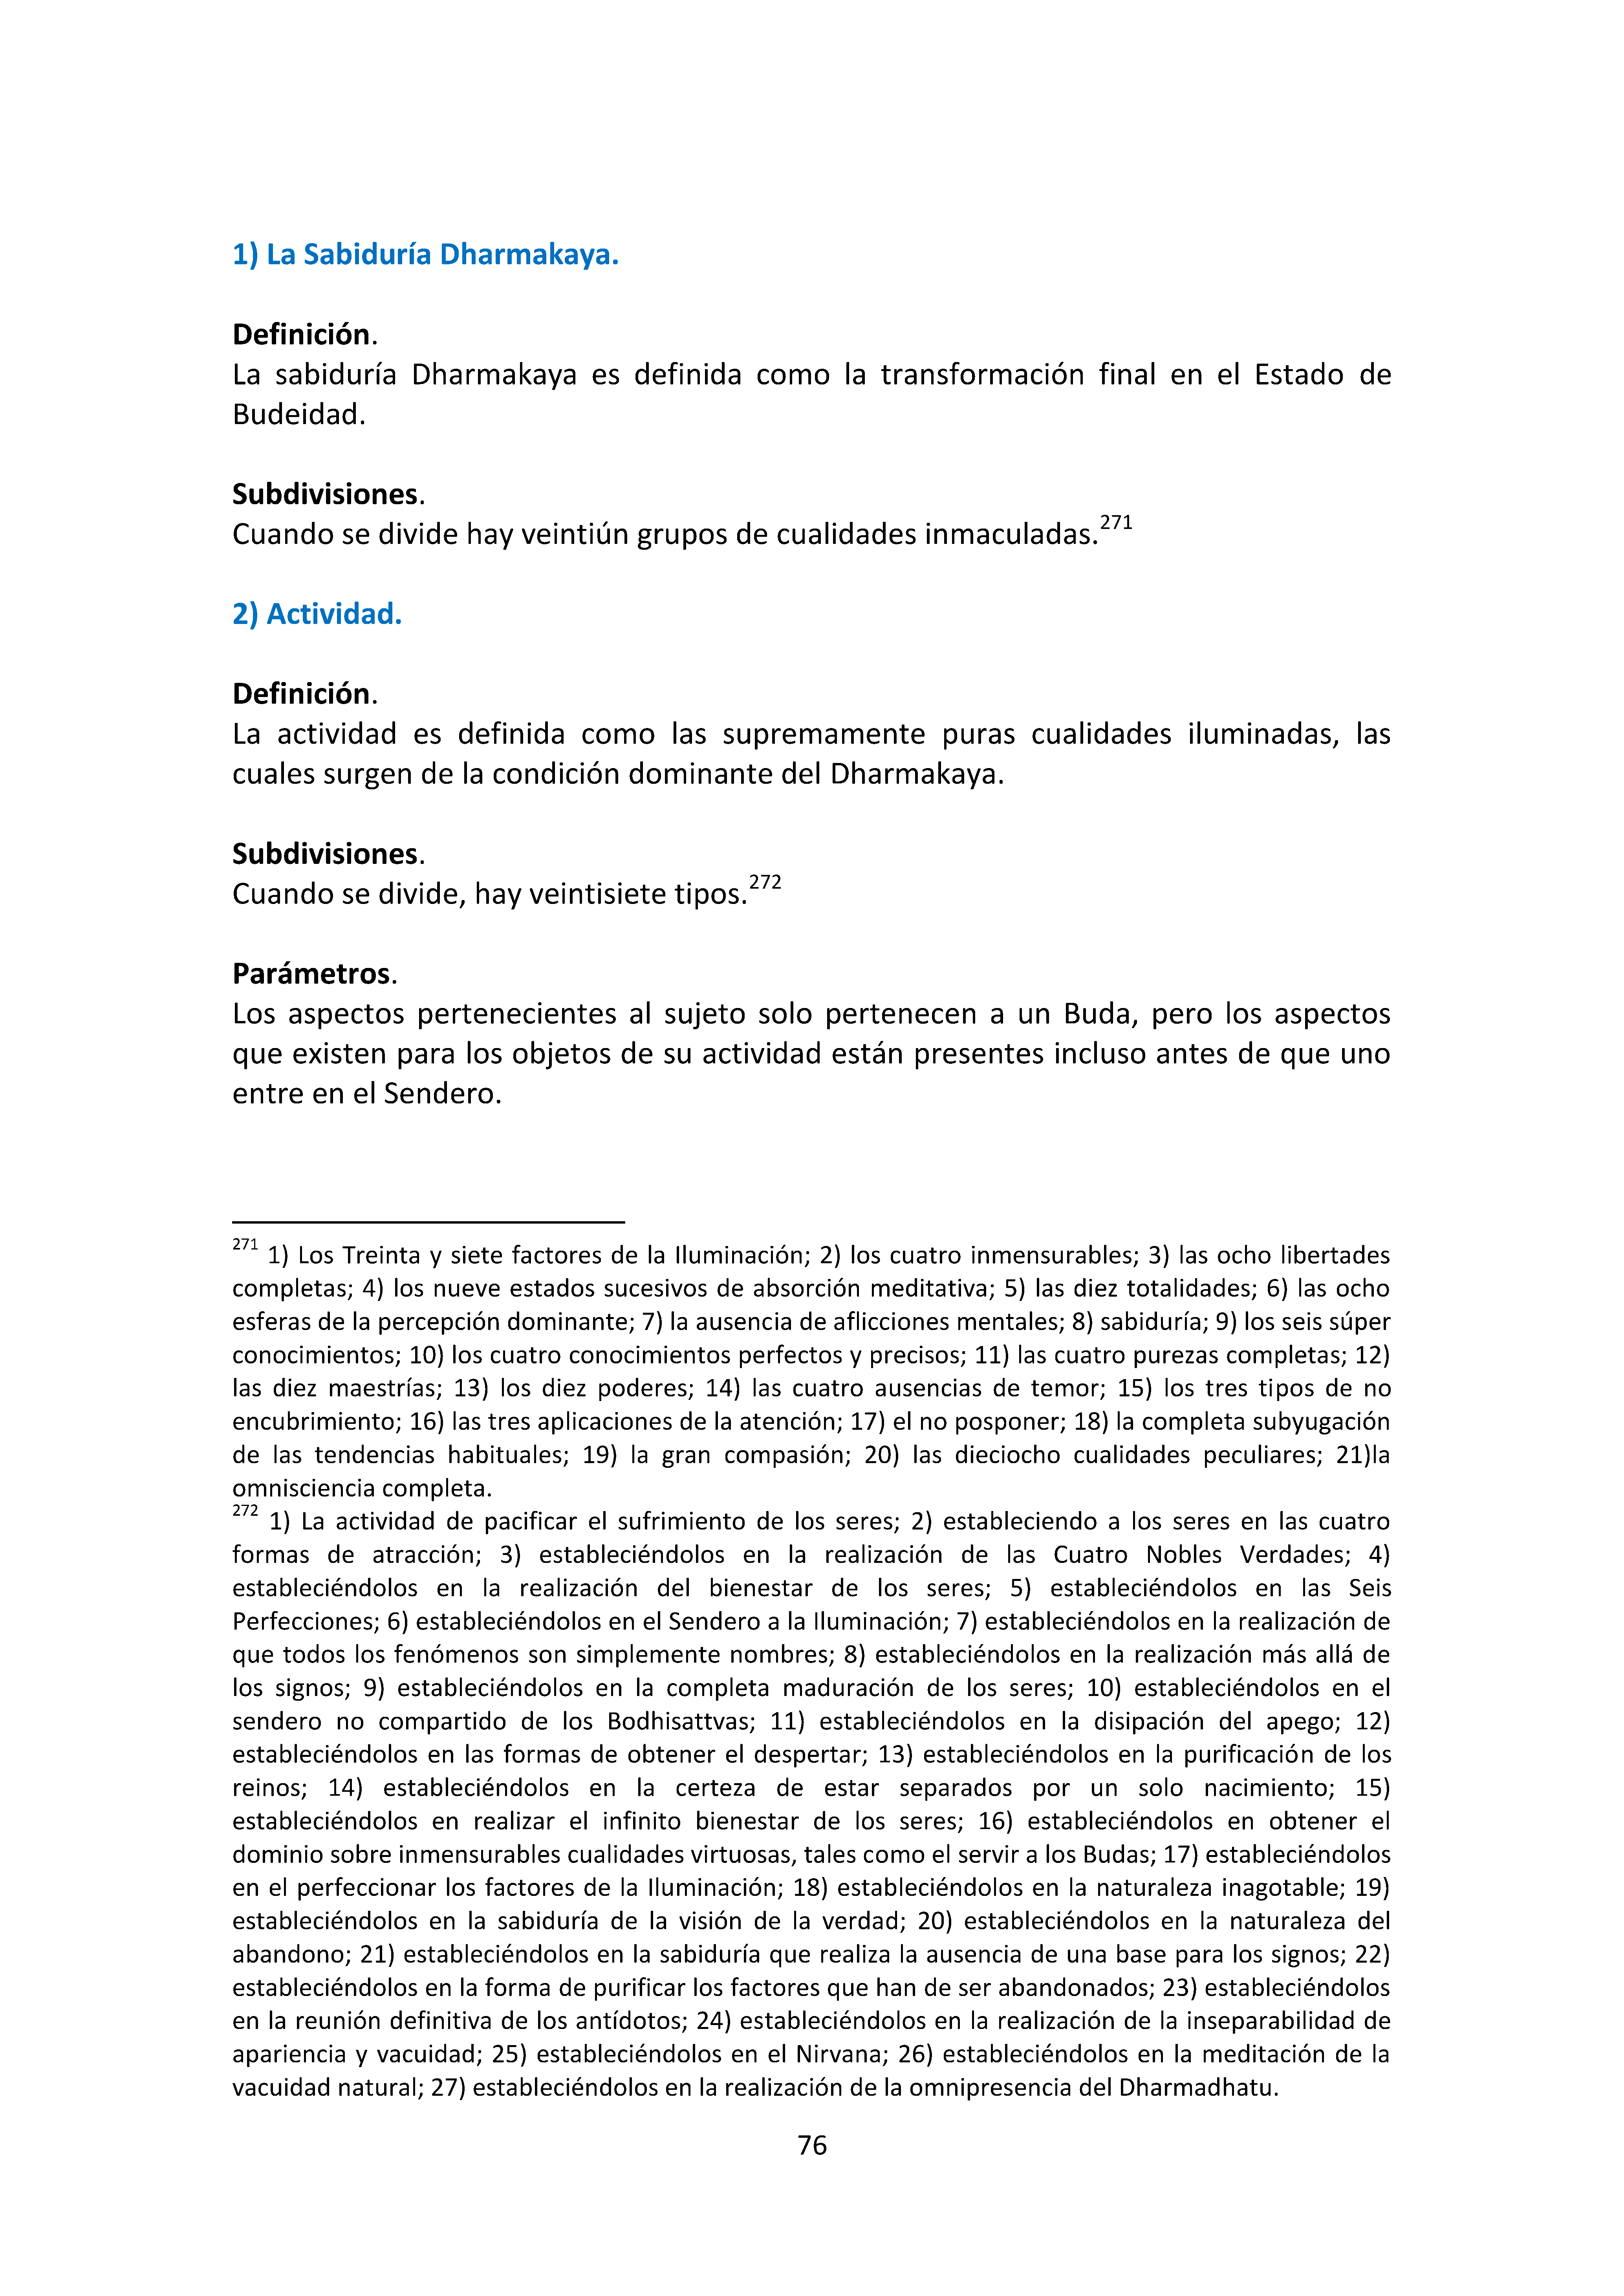 1) La Sabiduría Dharmakaya.
Definición.
La sabiduría Dharmakaya es definida como la transformación final en el Estado de
Budeidad.
Subdivisiones.
Cuando se divide hay veintiún grupos de cualidades inmaculadas.271
2) Actividad.
Definición.
La actividad es definida como las supremamente puras cualidades iluminadas, las
cuales surgen de la condición dominante del Dharmakaya.
Subdivisiones.
Cuando se divide, hay veintisiete tipos.272
Parámetros.
Los aspectos pertenecientes al sujeto solo pertenecen a un Buda, pero los aspectos
que existen para los objetos de su actividad están presentes incluso antes de que uno
entre en el Sendero.
271 1) Los Treinta y siete factores de la Iluminación; 2) los cuatro inmensurables; 3) las ocho libertades
completas; 4) los nueve estados sucesivos de absorción meditativa; 5) las diez totalidades; 6) las ocho
esferas de la percepción dominante; 7) la ausencia de aflicciones mentales; 8) sabiduría; 9) los seis súper
conocimientos; 10) los cuatro conocimientos perfectos y precisos; 11) las cuatro purezas completas; 12)
las diez maestrías; 13) los diez poderes; 14) las cuatro ausencias de temor; 15) los tres tipos de no
encubrimiento; 16) las tres aplicaciones de la atención; 17) el no posponer; 18) la completa subyugación
de las tendencias habituales; 19) la gran compasión; 20) las dieciocho cualidades peculiares; 21)la
omnisciencia completa.
272 1) La actividad de pacificar el sufrimiento de los seres; 2) estableciendo a los seres en las cuatro
formas de atracción; 3) estableciéndolos en la realización de las Cuatro Nobles Verdades; 4)
estableciéndolos en la realización del bienestar de los seres; 5) estableciéndolos en las Seis
Perfecciones; 6) estableciéndolos en el Sendero a la Iluminación; 7) estableciéndolos en la realización de
que todos los fenómenos son simplemente nombres; 8) estableciéndolos en la realización más allá de
los signos; 9) estableciéndolos en la completa maduración de los seres; 10) estableciéndolos en el
sendero no compartido de los Bodhisattvas; 11) estableciéndolos en la disipación del apego; 12)
estableciéndolos en las formas de obtener el despertar; 13) estableciéndolos en la purificación de los
reinos; 14) estableciéndolos en la certeza de estar separados por un solo nacimiento; 15)
estableciéndolos en realizar el infinito bienestar de los seres; 16) estableciéndolos en obtener el
dominio sobre inmensurables cualidades virtuosas, tales como el servir a los Budas; 17) estableciéndolos
en el perfeccionar los factores de la Iluminación; 18) estableciéndolos en la naturaleza inagotable; 19)
estableciéndolos en la sabiduría de la visión de la verdad; 20) estableciéndolos en la naturaleza del
abandono; 21) estableciéndolos en la sabiduría que realiza la ausencia de una base para los signos; 22)
estableciéndolos en la forma de purificar los factores que han de ser abandonados; 23) estableciéndolos
en la reunión definitiva de los antídotos; 24) estableciéndolos en la realización de la inseparabilidad de
apariencia y vacuidad; 25) estableciéndolos en el Nirvana; 26) estableciéndolos en la meditación de la
vacuidad natural; 27) estableciéndolos en la realización de la omnipresencia del Dharmadhatu.
76